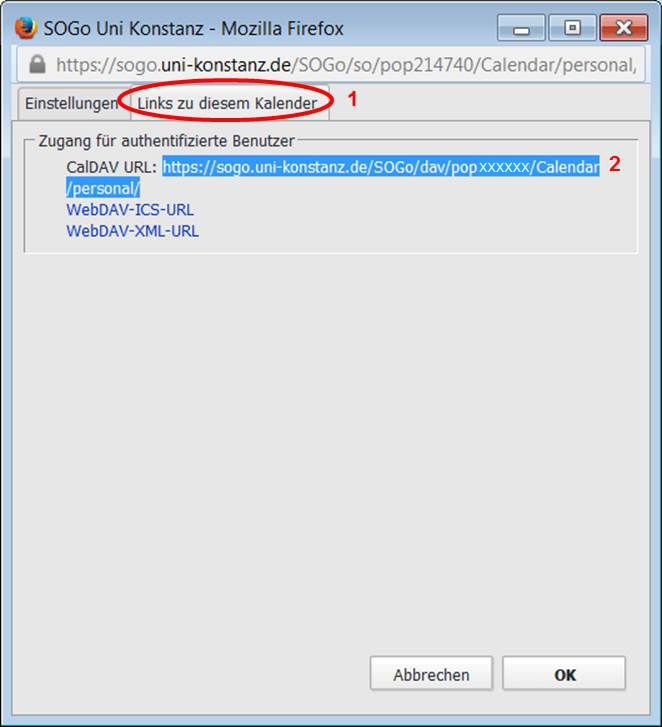 SOGo Uni Konstanz - Mozilla Firefox
https://sogo.uni-konstanz.de/SOGo/so/pop214740/Calendar/personal,
Einstellungen Links zu diesem Kalender 1
Zugang für authentifizierte Benutzer
CalDAV URL: https://sogo.uni-konstanz.de/SOGo/dav/popxxxxxx/Calendar 2
/personal/
WebDAV-ICS-URL
WebDAV-XML-URL
Abbrechen OK